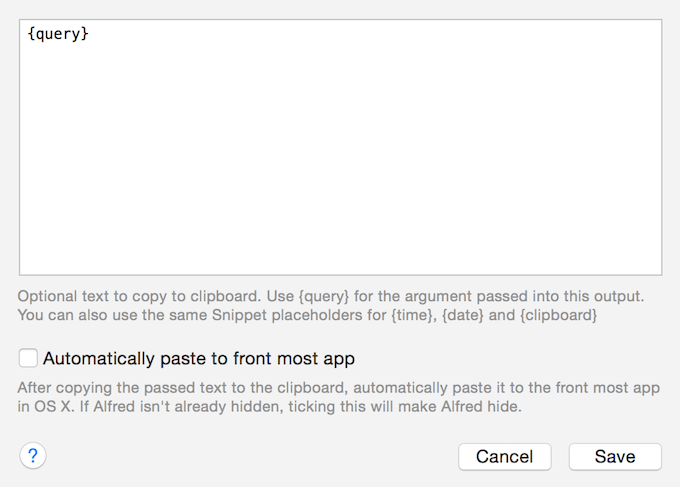 {query}
Optional text to copy to clipboard. Use {query} for the argument passed into this output.
You can also use the same Snippet placeholders for {time}, {date} and {clipboard}
Automatically paste to front most app
After copying the passed text to the clipboard, automatically paste it to the front most app
in OS X. If Alfred isn't already hidden, ticking this will make Alfred hide.
? Cancel Save